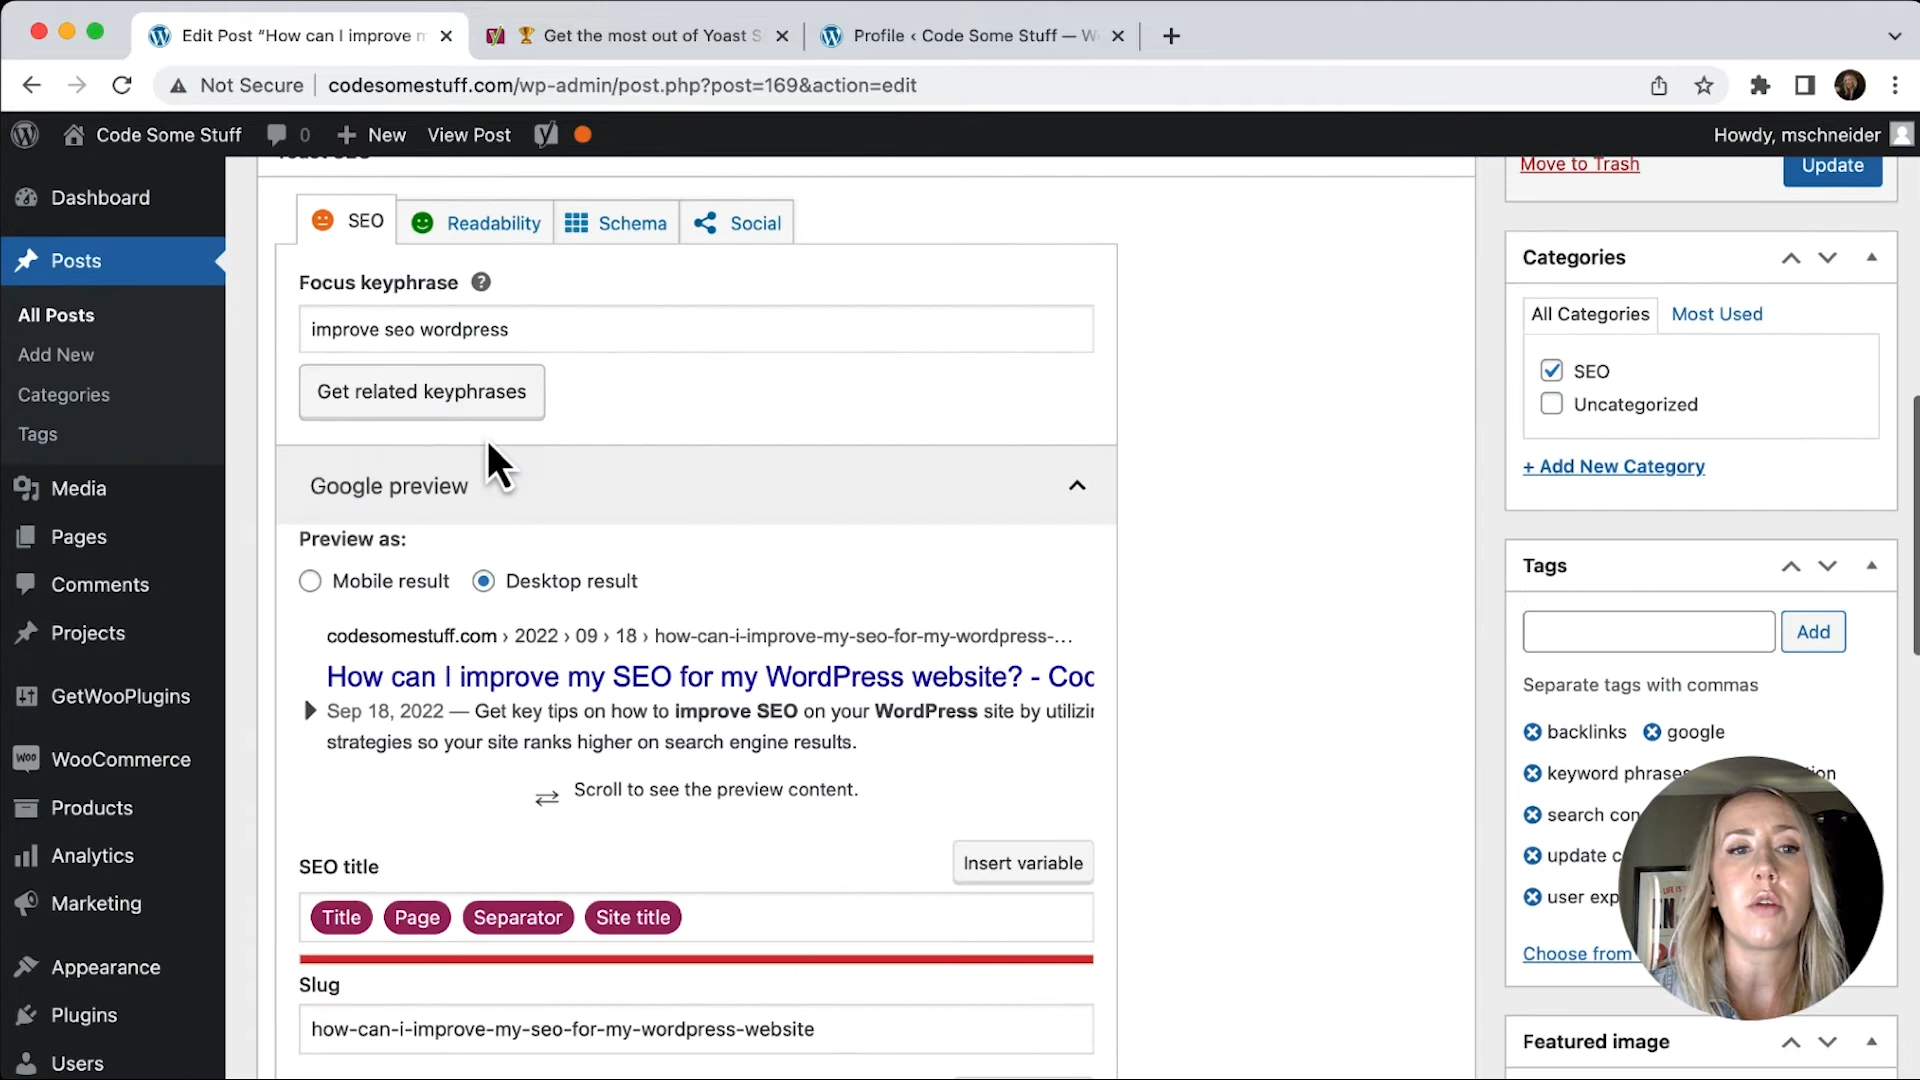 Edit Post “How can I improve m
Get the most out of Yoast S
Profile ‹ Code Some Stuff — W
Not Secure
codesomestuff.com/wp-admin/post.php?post=169&action=edit
Code Some Stuff
0
New
View Post
Howdy, mschneider
Dashboard
Posts
All Posts
Add New
Categories
Tags
Media
Pages
Comments
Projects
GetWooPlugins
WooCommerce
Products
Analytics
Marketing
Appearance
Plugins
Users
SEO
Readability
Schema
Social
Focus keyphrase
improve seo wordpress
Get related keyphrases
Google preview
Preview as:
Mobile result
Desktop result
codesomestuff.com › 2022 › 09 › 18 › how-can-i-improve-my-seo-for-my-wordpress-...
How can I improve my SEO for my WordPress website? - Coc
Sep 18, 2022 — Get key tips on how to improve SEO on your WordPress site by utilizin
strategies so your site ranks higher on search engine results.
Scroll to see the preview content.
SEO title
Insert variable
Title Page Separator Site title
Slug
how-can-i-improve-my-seo-for-my-wordpress-website
Move to Trash
Update
Categories
All Categories
Most Used
SEO
Uncategorized
+ Add New Category
Tags
Add
Separate tags with commas
backlinks
google
keyword phrases
search con
update c
user exp
Choose from
Featured image